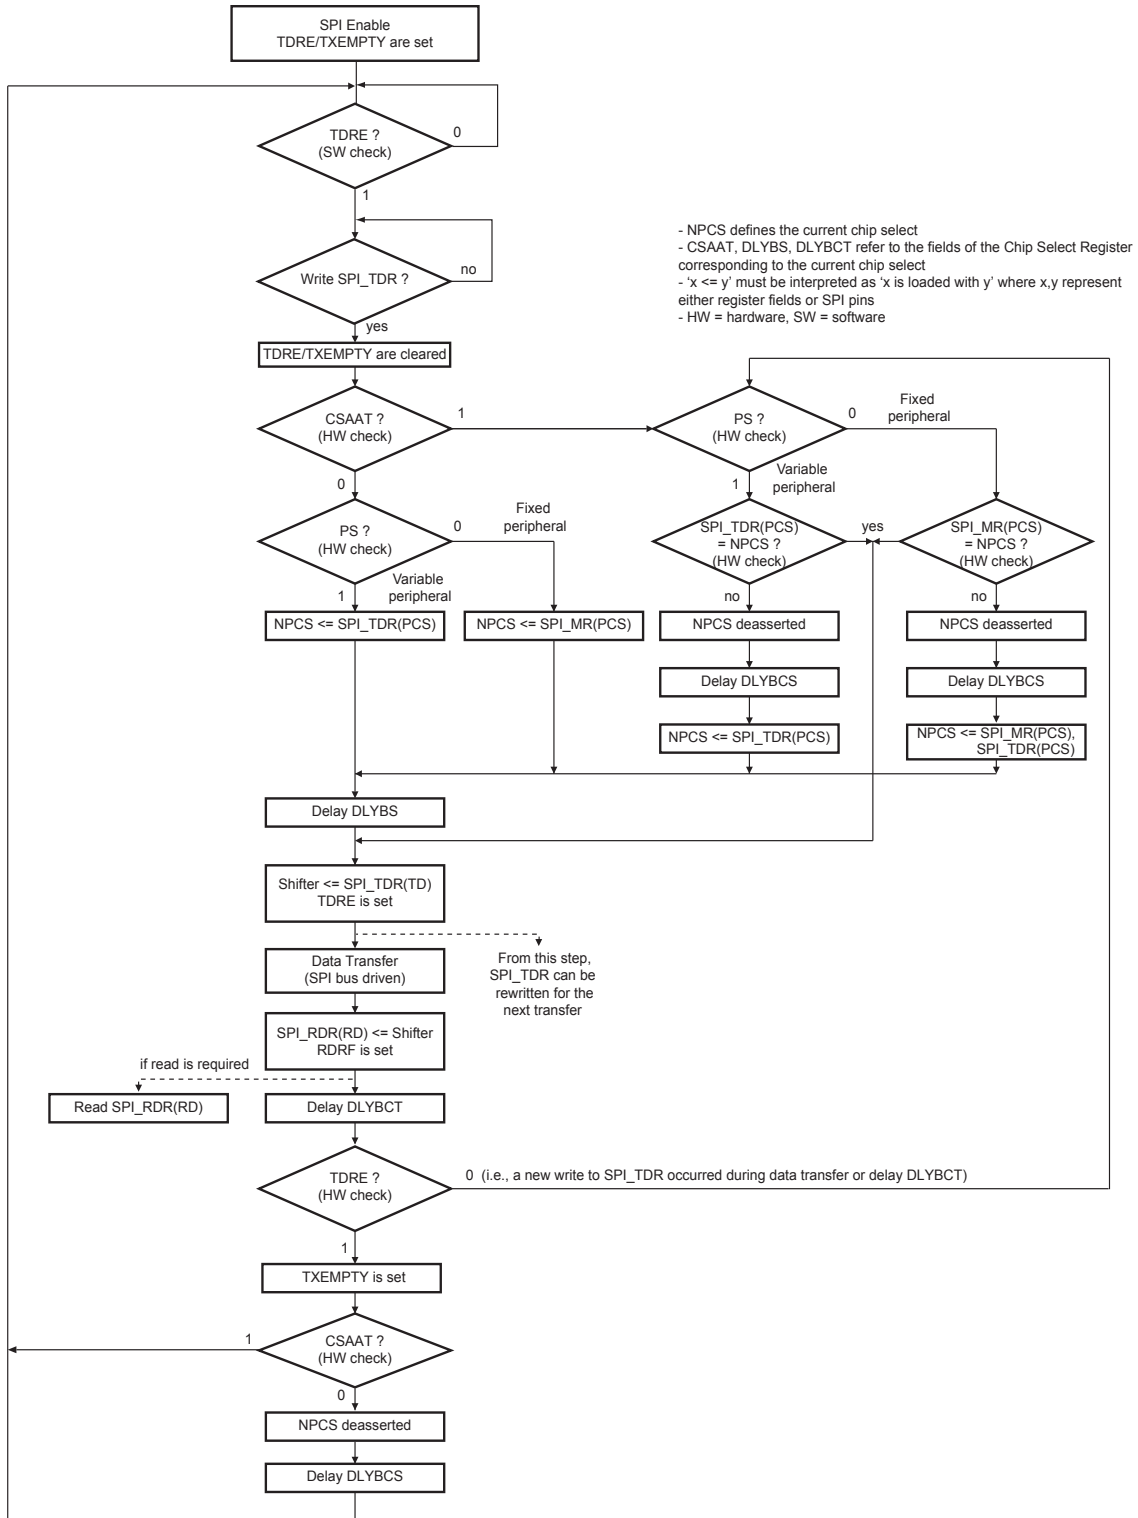 SPI Enable
TDRE/TXEMPTY are set
TDRE ?
(SW check)
0
1
Write SPI_TDR ?
no
yes
- NPCS defines the current chip select
- CSAAT, DLYBS, DLYBCT refer to the fields of the Chip Select Register
corresponding to the current chip select
- ‘x <= y’ must be interpreted as ‘x is loaded with y’ where x,y represent
either register fields or SPI pins
- HW = hardware, SW = software
TDRE/TXEMPTY are cleared
CSAAT ?
(HW check)
1
0
PS ?
(HW check)
0
Fixed
peripheral
1
Variable
peripheral
PS ?
(HW check)
0
Fixed
peripheral
1
Variable
peripheral
SPI_TDR(PCS)
= NPCS ?
(HW check)
yes
no
SPI_MR(PCS)
= NPCS ?
(HW check)
no
NPCS <= SPI_TDR(PCS)
NPCS <= SPI_MR(PCS)
NPCS deasserted
NPCS deasserted
Delay DLYBCS
Delay DLYBCS
NPCS <= SPI_TDR(PCS)
NPCS <= SPI_MR(PCS),
SPI_TDR(PCS)
Delay DLYBS
Shifter <= SPI_TDR(TD)
TDRE is set
Data Transfer
(SPI bus driven)
From this step,
SPI_TDR can be
rewritten for the
next transfer
SPI_RDR(RD) <= Shifter
RDRF is set
if read is required
Read SPI_RDR(RD)
Delay DLYBCT
TDRE ?
(HW check)
0 (i.e., a new write to SPI_TDR occurred during data transfer or delay DLYBCT)
1
TXEMPTY is set
CSAAT ?
(HW check)
1
0
NPCS deasserted
Delay DLYBCS